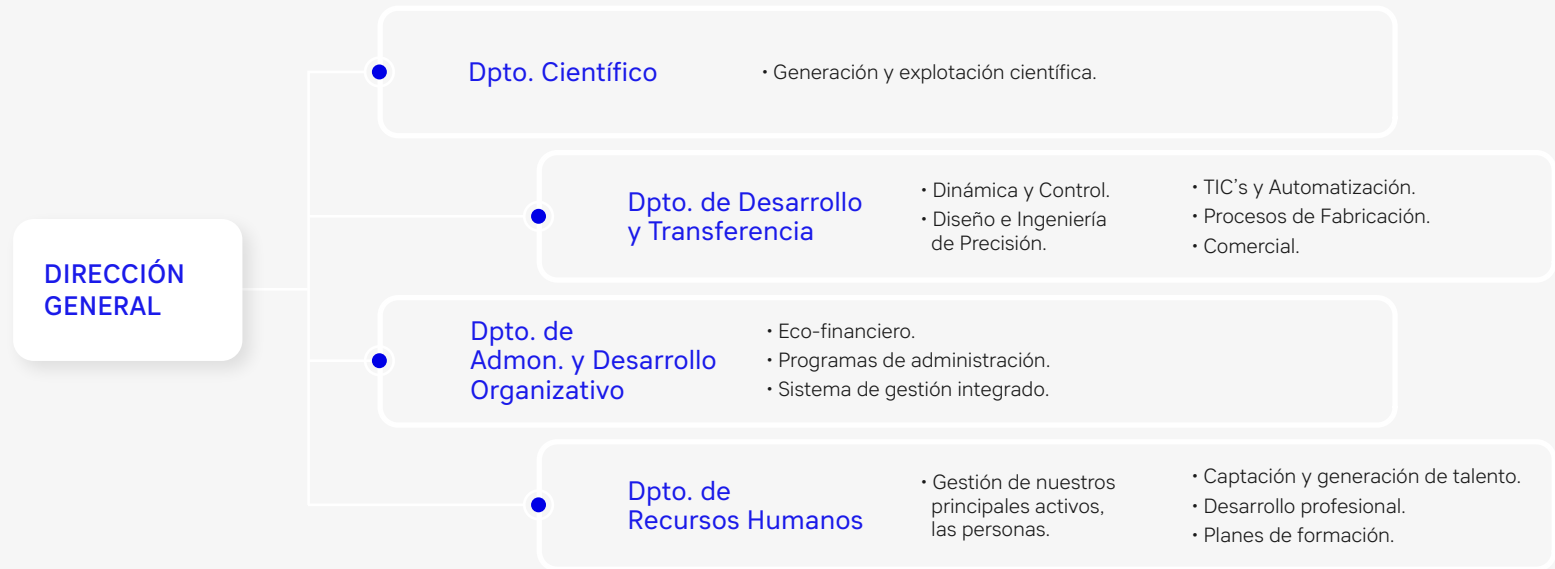 DIRECCIÓN
GENERAL
Dpto. Científico
• Generación y explotación científica.
Dpto. de Desarrollo
y Transferencia
• Dinámica y Control.
• Diseño e Ingeniería
de Precisión.
• TIC's y Automatización.
• Procesos de Fabricación.
• Comercial.
Dpto. de
Admon. y Desarrollo
Organizativo
• Eco-financiero.
• Programas de administración.
• Sistema de gestión integrado.
Dpto. de
Recursos Humanos
• Gestión de nuestros
principales activos,
las personas.
• Captación y generación de talento.
• Desarrollo profesional.
• Planes de formación.